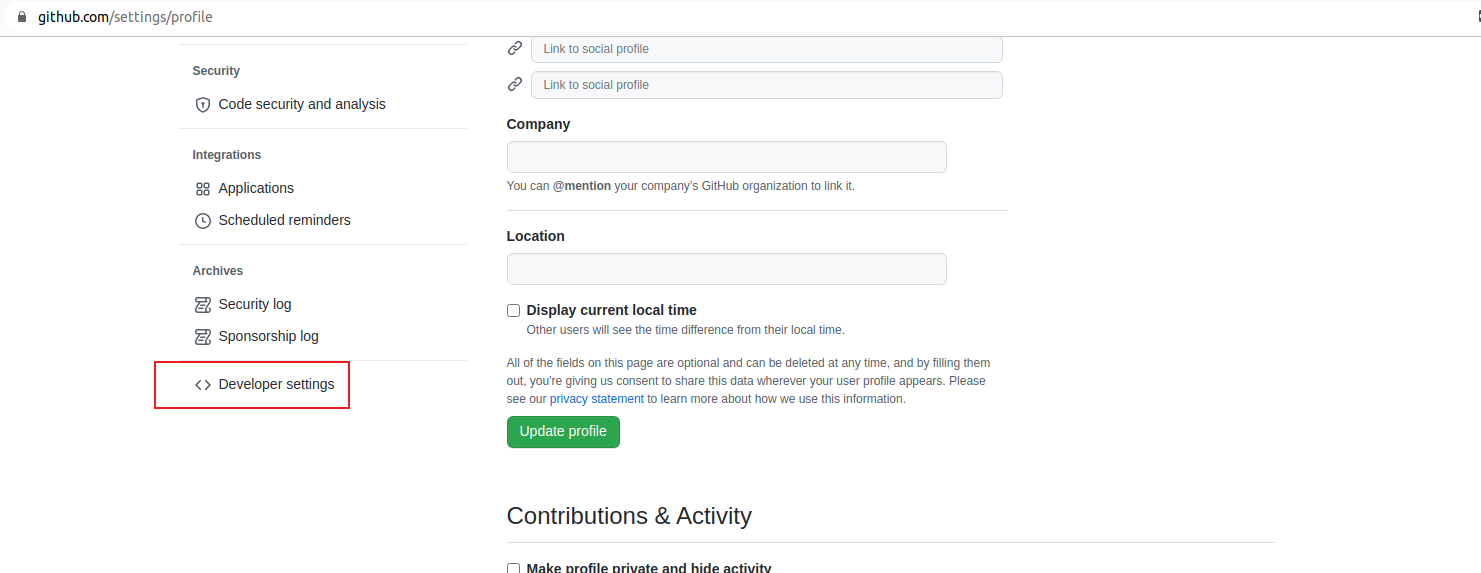 github.com/settings/profile
Security
Code security and analysis
Integrations
Applications
Scheduled reminders
Archives
Security log
Sponsorship log
Developer settings
Link to social profile
Link to social profile
Company
You can @mention your company's GitHub organization to link it.
Location
Display current local time
Other users will see the time difference from their local time.
All of the fields on this page are optional and can be deleted at any time, and by filling them
out, you're giving us consent to share this data wherever your user profile appears. Please
see our privacy statement to learn more about how we use this information.
Update profile
Contributions & Activity
Make profile private and hide activity